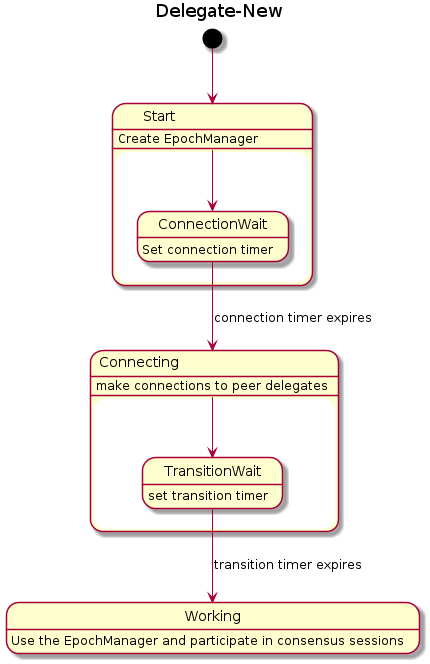 Delegate-New
Start
Create EpochManager
ConnectionWait
Set connection timer
connection timer expires
Connecting
make connections to peer delegates
TransitionWait
set transition timer
transition timer expires
Working
Use the EpochManager and participate in consensus sessions